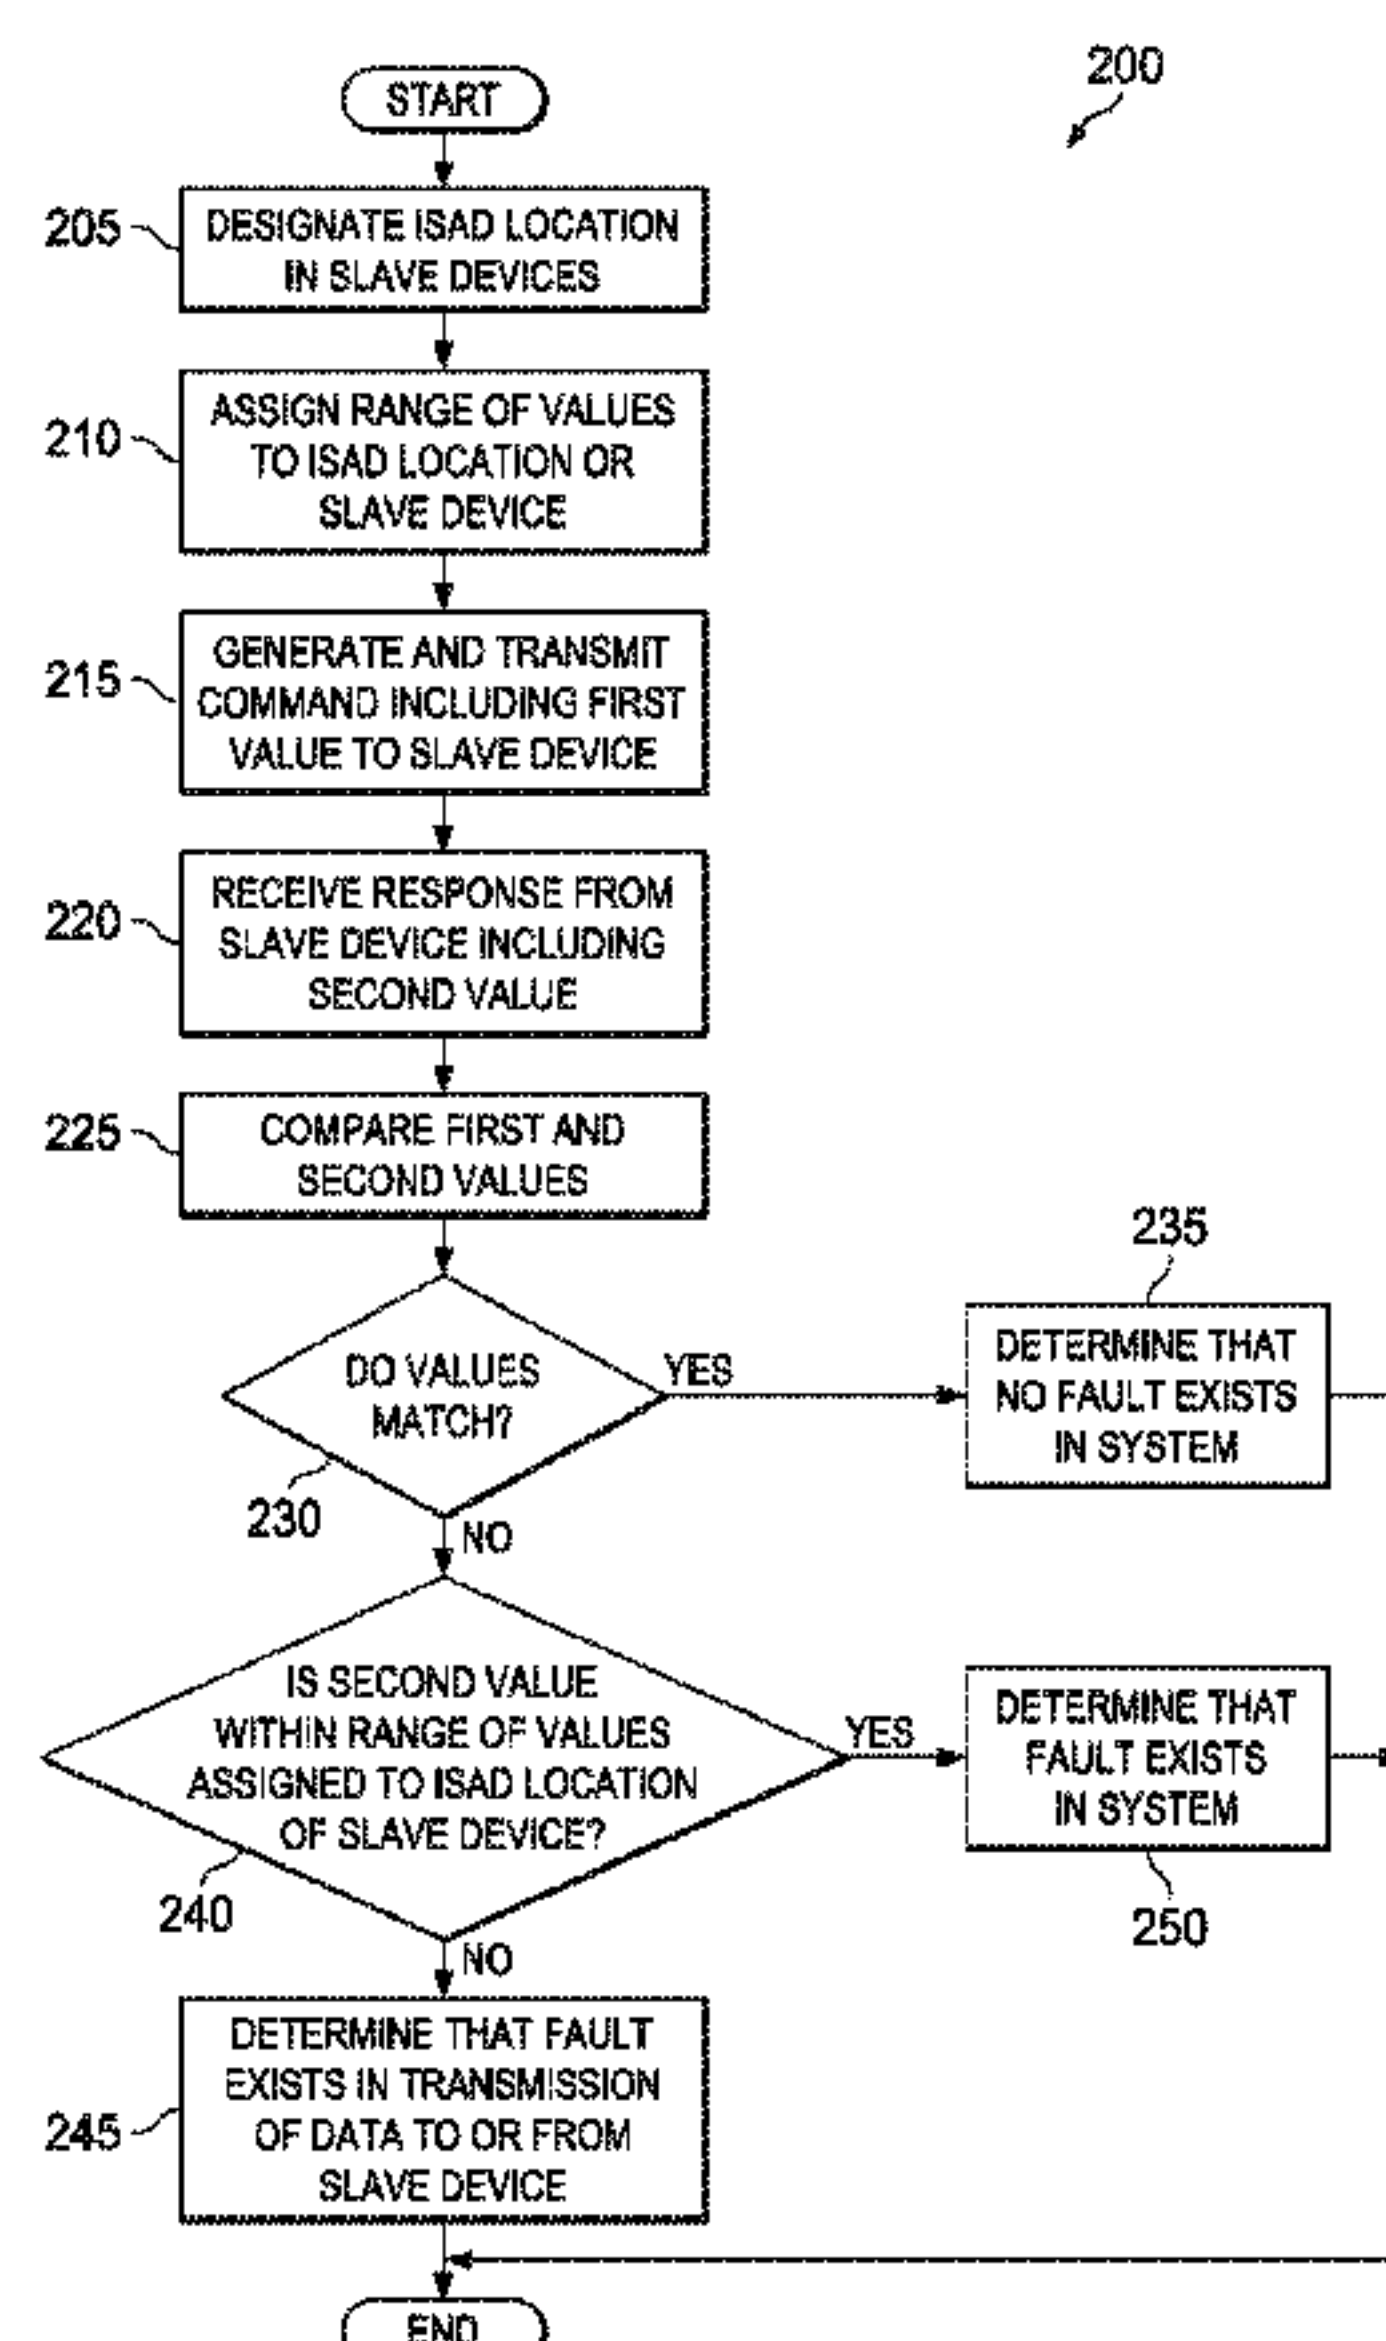 200
START
205
DESIGNATE ISAD LOCATION
IN SLAVE DEVICES
210
ASSIGN RANGE OF VALUES
TO ISAD LOCATION OR
SLAVE DEVICE
215
GENERATE AND TRANSMIT
COMMAND INCLUDING FIRST
VALUE TO SLAVE DEVICE
220
RECEIVE RESPONSE FROM
SLAVE DEVICE INCLUDING
SECOND VALUE
225
COMPARE FIRST AND
SECOND VALUES
DO VALUES
MATCH?
230
YES
235
DETERMINE THAT
NO FAULT EXISTS
IN SYSTEM
NO
IS SECOND VALUE
WITHIN RANGE OF VALUES
ASSIGNED TO ISAD LOCATION
OF SLAVE DEVICE?
240
YES
DETERMINE THAT
FAULT EXISTS
IN SYSTEM
250
NO
245
DETERMINE THAT FAULT
EXISTS IN TRANSMISSION
OF DATA TO OR FROM
SLAVE DEVICE
END